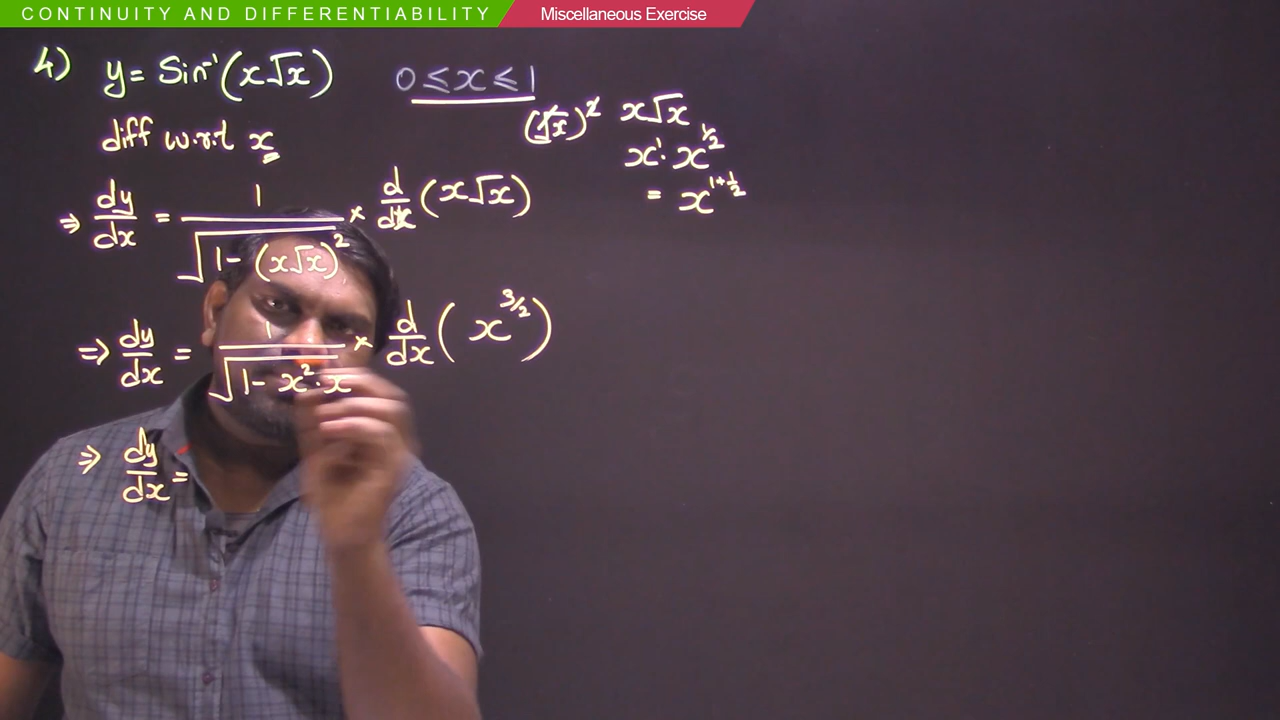 CONTINUITY AND DIFFERENTIABILITY
Miscellaneous Exercise
4) y = Sin⁻¹(x√x) 0 ≤ x ≤ 1
(√x)² x√x
diff w.r.t x
x¹·x^1/2
= x^1+1/2
⇒ dy/dx = 1/√(1-(x√x)²) × d/dx (x√x)
⇒ dy/dx = 1/√(1-x²·x) × d/dx (x^3/2)
⇒ dy/dx =